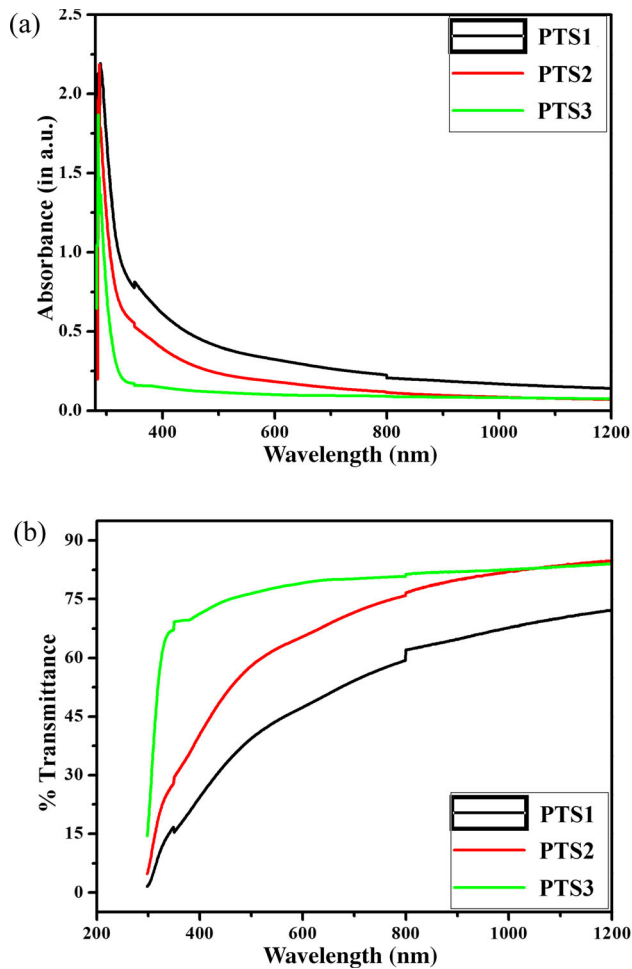 (a)
2.5
2.0
1.5
1.0
0.5
0.0
Absorbance (in a.u.)
PTS1
PTS2
PTS3
400 600 800 1000 1200
Wavelength (nm)
(b)
90
75
60
45
30
15
0
% Transmittance
PTS1
PTS2
PTS3
200 400 600 800 1000 1200
Wavelength (nm)